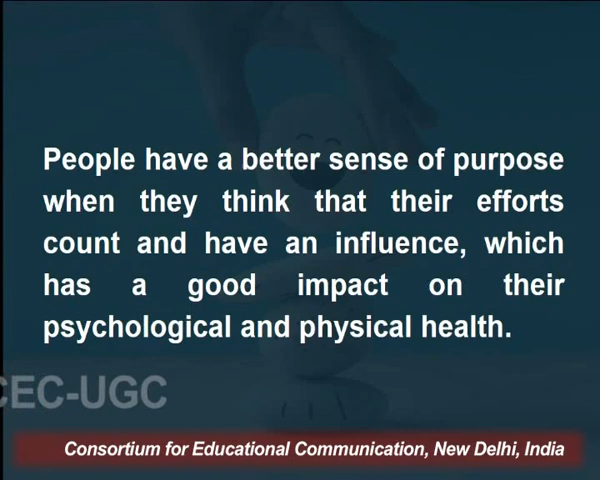 People have a better sense of purpose
when they think that their efforts
count and have an influence, which
has a good impact on their
psychological and physical health.
CEC-UGC
Consortium for Educational Communication, New Delhi, India